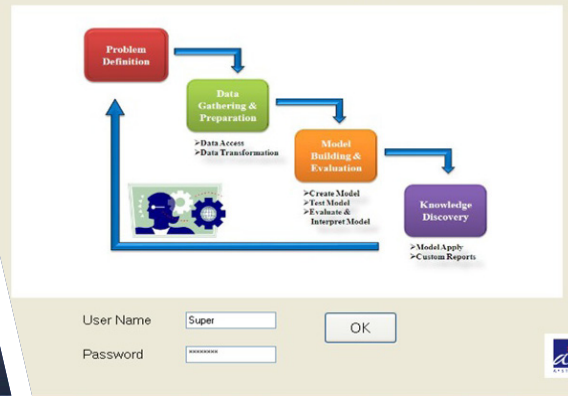 Problem
Definition
Data
Gathering &
Preparation
➢Data Access
➢Data Transformation
Model
Building &
Evaluation
➢Create Model
➢Test Model
➢Evaluate &
Interpret Model
Knowledge
Discovery
➢Model Apply
➢Custom Reports
User Name
Super
OK
Password
********